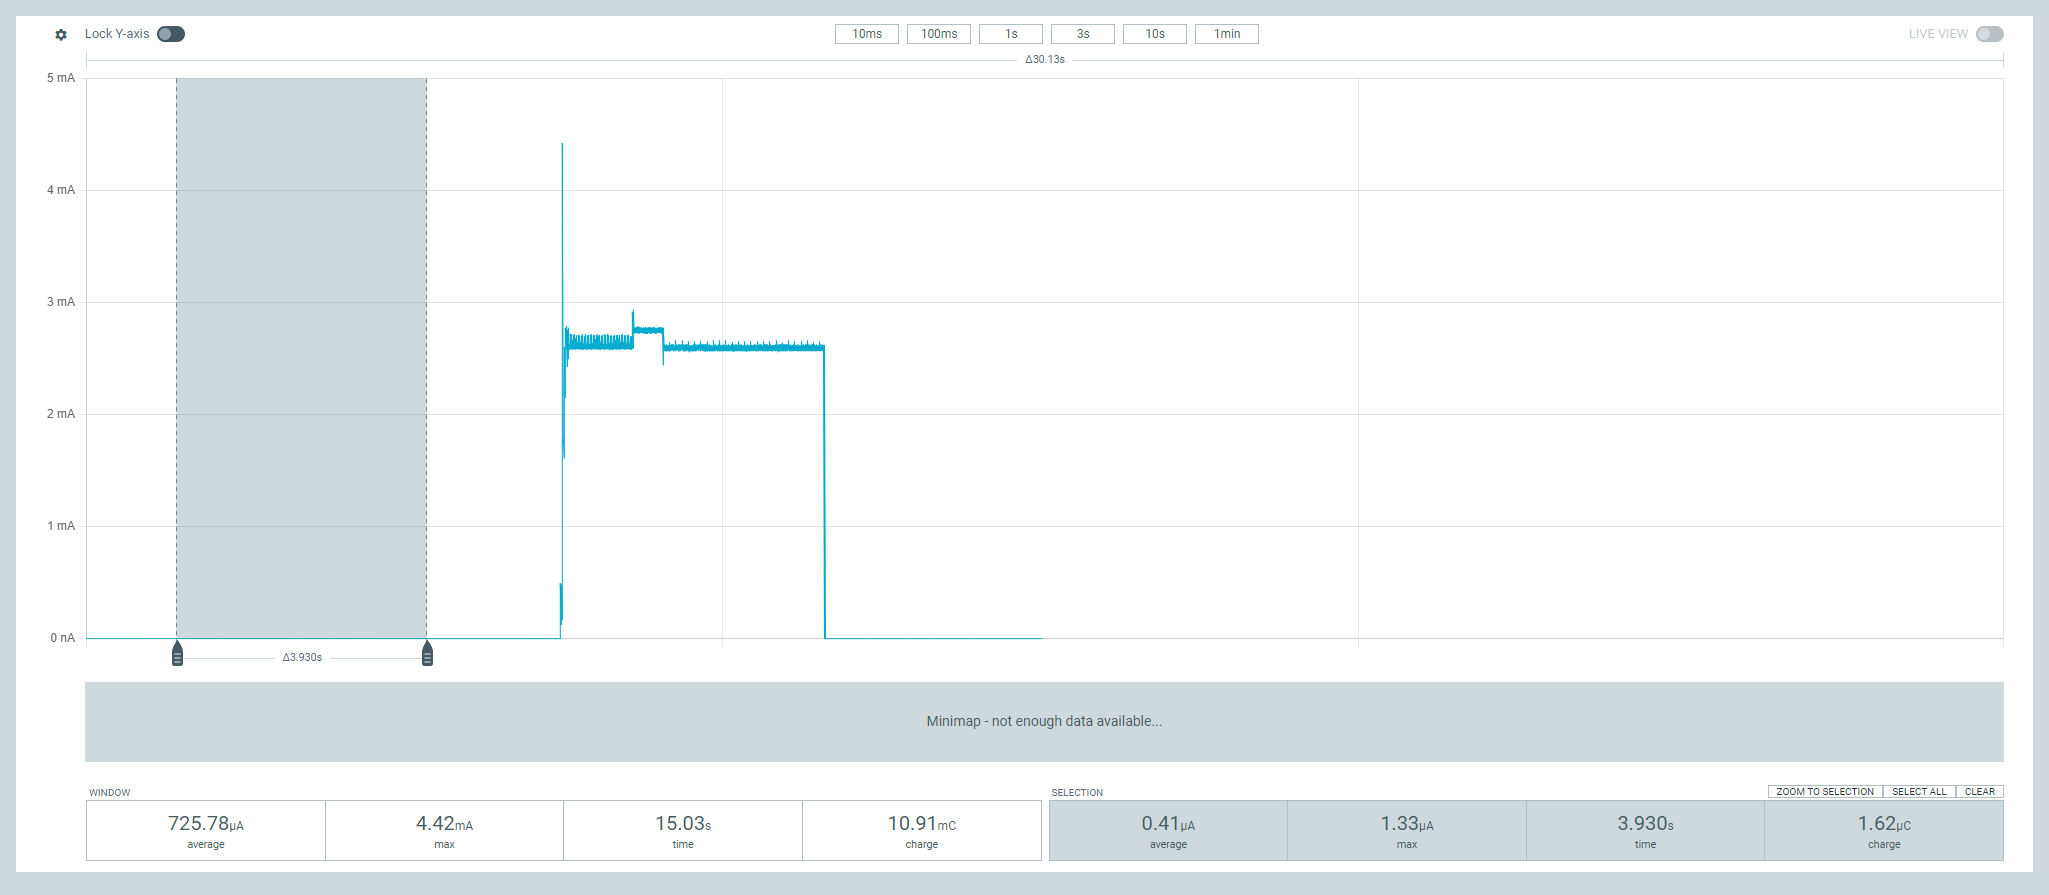 Lock Y-axis
10ms 100ms 1s 3s 10s 1min
LIVE VIEW
Δ30.13s
5 mA
4 mA
3 mA
2 mA
1 mA
0 nA
Δ3.930s
Minimap - not enough data available...
WINDOW
725.78μA 4.42mA 15.03s 10.91mC
average max time charge
SELECTION
ZOOM TO SELECTION SELECT ALL CLEAR
0.41μA 1.33μA 3.930s 1.62μC
average max time charge